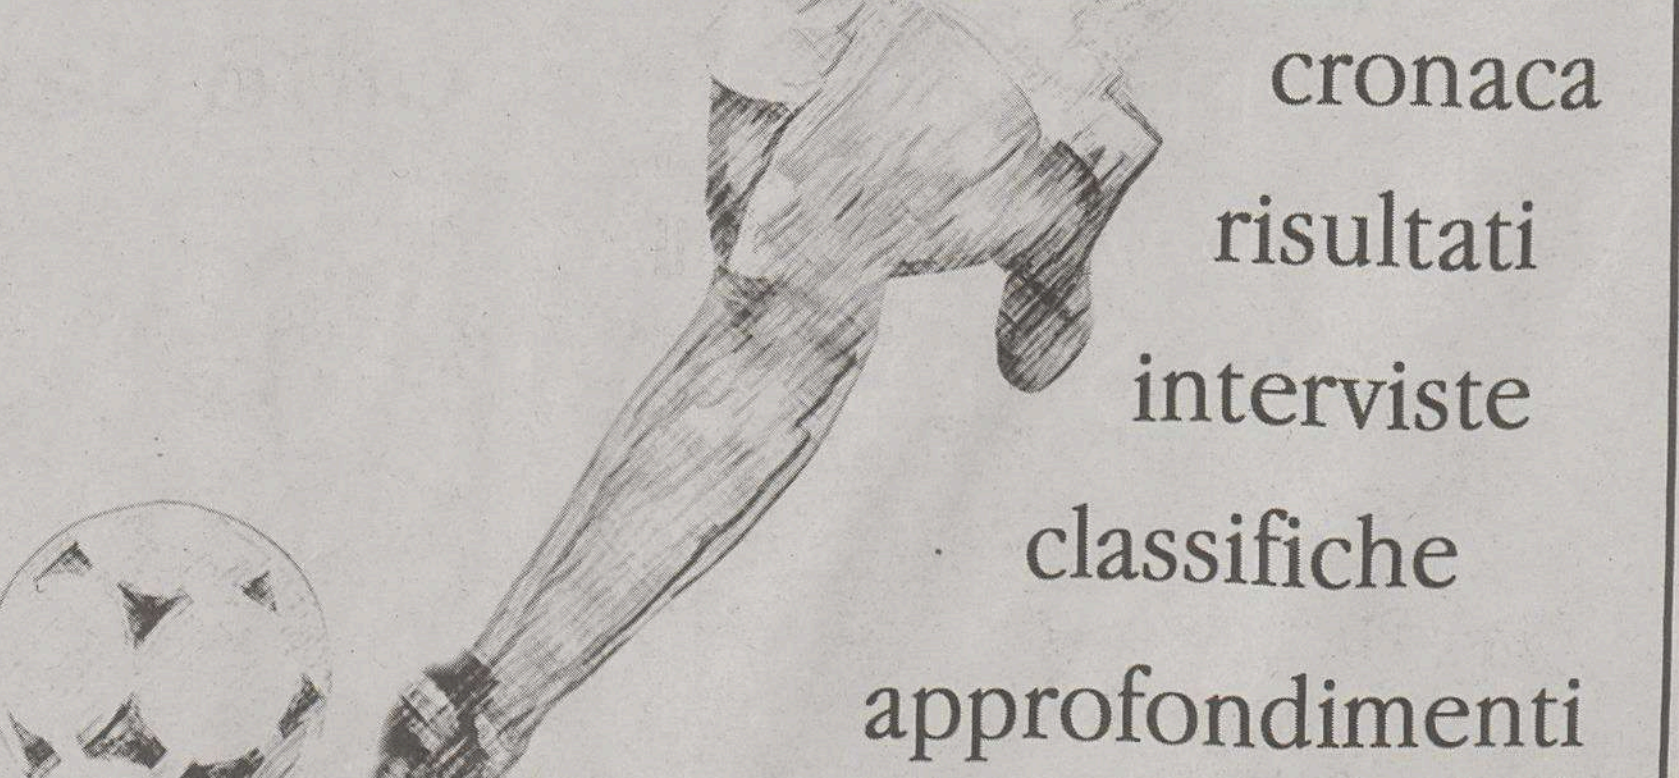 cronaca
risultati
interviste
classifiche
approfondimenti